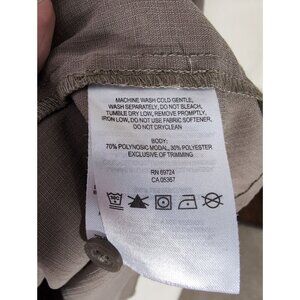 MACHINE WASH COLD GENTLE,
WASH SEPARATELY, DO NOT BLEACH,
TUMBLE DRY LOW, REMOVE PROMPTLY,
IRON LOW, DO NOT USE FABRIC SOFTENER,
DO NOT DRYCLEAN
BODY:
70% POLYNOSIC MODAL, 30% POLYESTER
EXCLUSIVE OF TRIMMING
RN 69724
CA 05367